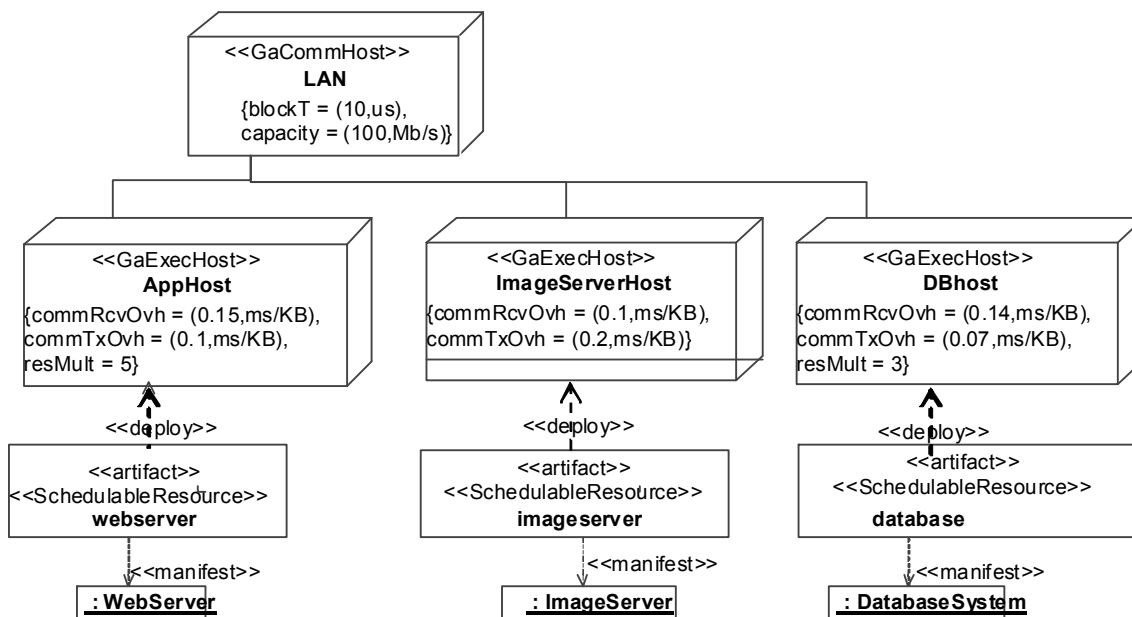 <<GaCommHost>>
LAN
{blockT = (10,us),
capacity = (100,Mb/s)}
<<GaExecHost>>
AppHost
{commRcvOvh = (0.15,ms/KB),
commTxOvh = (0.1,ms/KB),
resMult = 5}
<<GaExecHost>>
ImageServerHost
{commRcvOvh = (0.1,ms/KB),
commTxOvh = (0.2,ms/KB)}
<<GaExecHost>>
DBhost
{commRcvOvh = (0.14,ms/KB),
commTxOvh = (0.07,ms/KB),
resMult = 3}
<<deploy>>
<<deploy>>
<<deploy>>
<<artifact>>
<<SchedulableResource>>
webserver
<<artifact>>
<<SchedulableResource>>
imageserver
<<artifact>>
<<SchedulableResource>>
database
<<manifest>>
<<manifest>>
<<manifest>>
: WebServer
: ImageServer
: DatabaseSystem